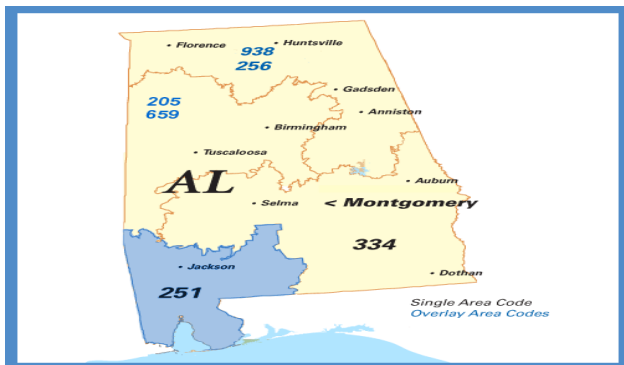 Florence
Huntsville
938
256
Gadsden
205
659
Anniston
Birmingham
Tuscaloosa
AL
Auburn
Selma
< Montgomery
334
Jackson
Dothan
251
Single Area Code
Overlay Area Codes